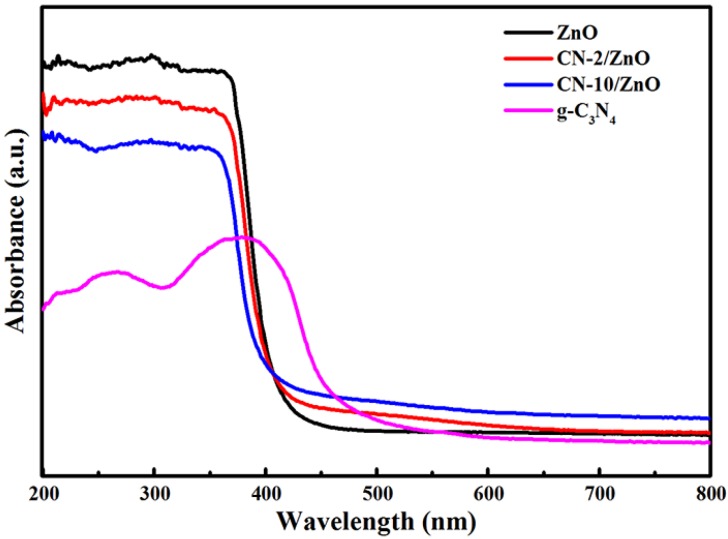 ZnO
CN-2/ZnO
CN-10/ZnO
g-C₃N₄
Absorbance (a.u.)
200 300 400 500 600 700 800
Wavelength (nm)